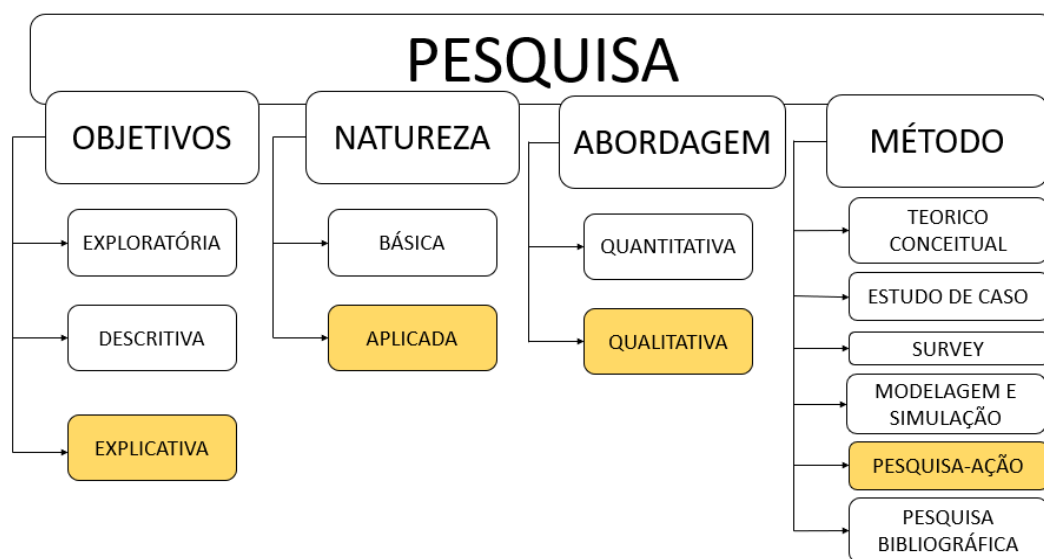 PESQUISA
OBJETIVOS
EXPLORATÓRIA
DESCRITIVA
EXPLICATIVA
NATUREZA
BÁSICA
APLICADA
ABORDAGEM
QUANTITATIVA
QUALITATIVA
MÉTODO
TEORICO
CONCEITUAL
ESTUDO DE CASO
SURVEY
MODELAGEM E
SIMULAÇÃO
PESQUISA-AÇÃO
PESQUISA
BIBLIOGRÁFICA